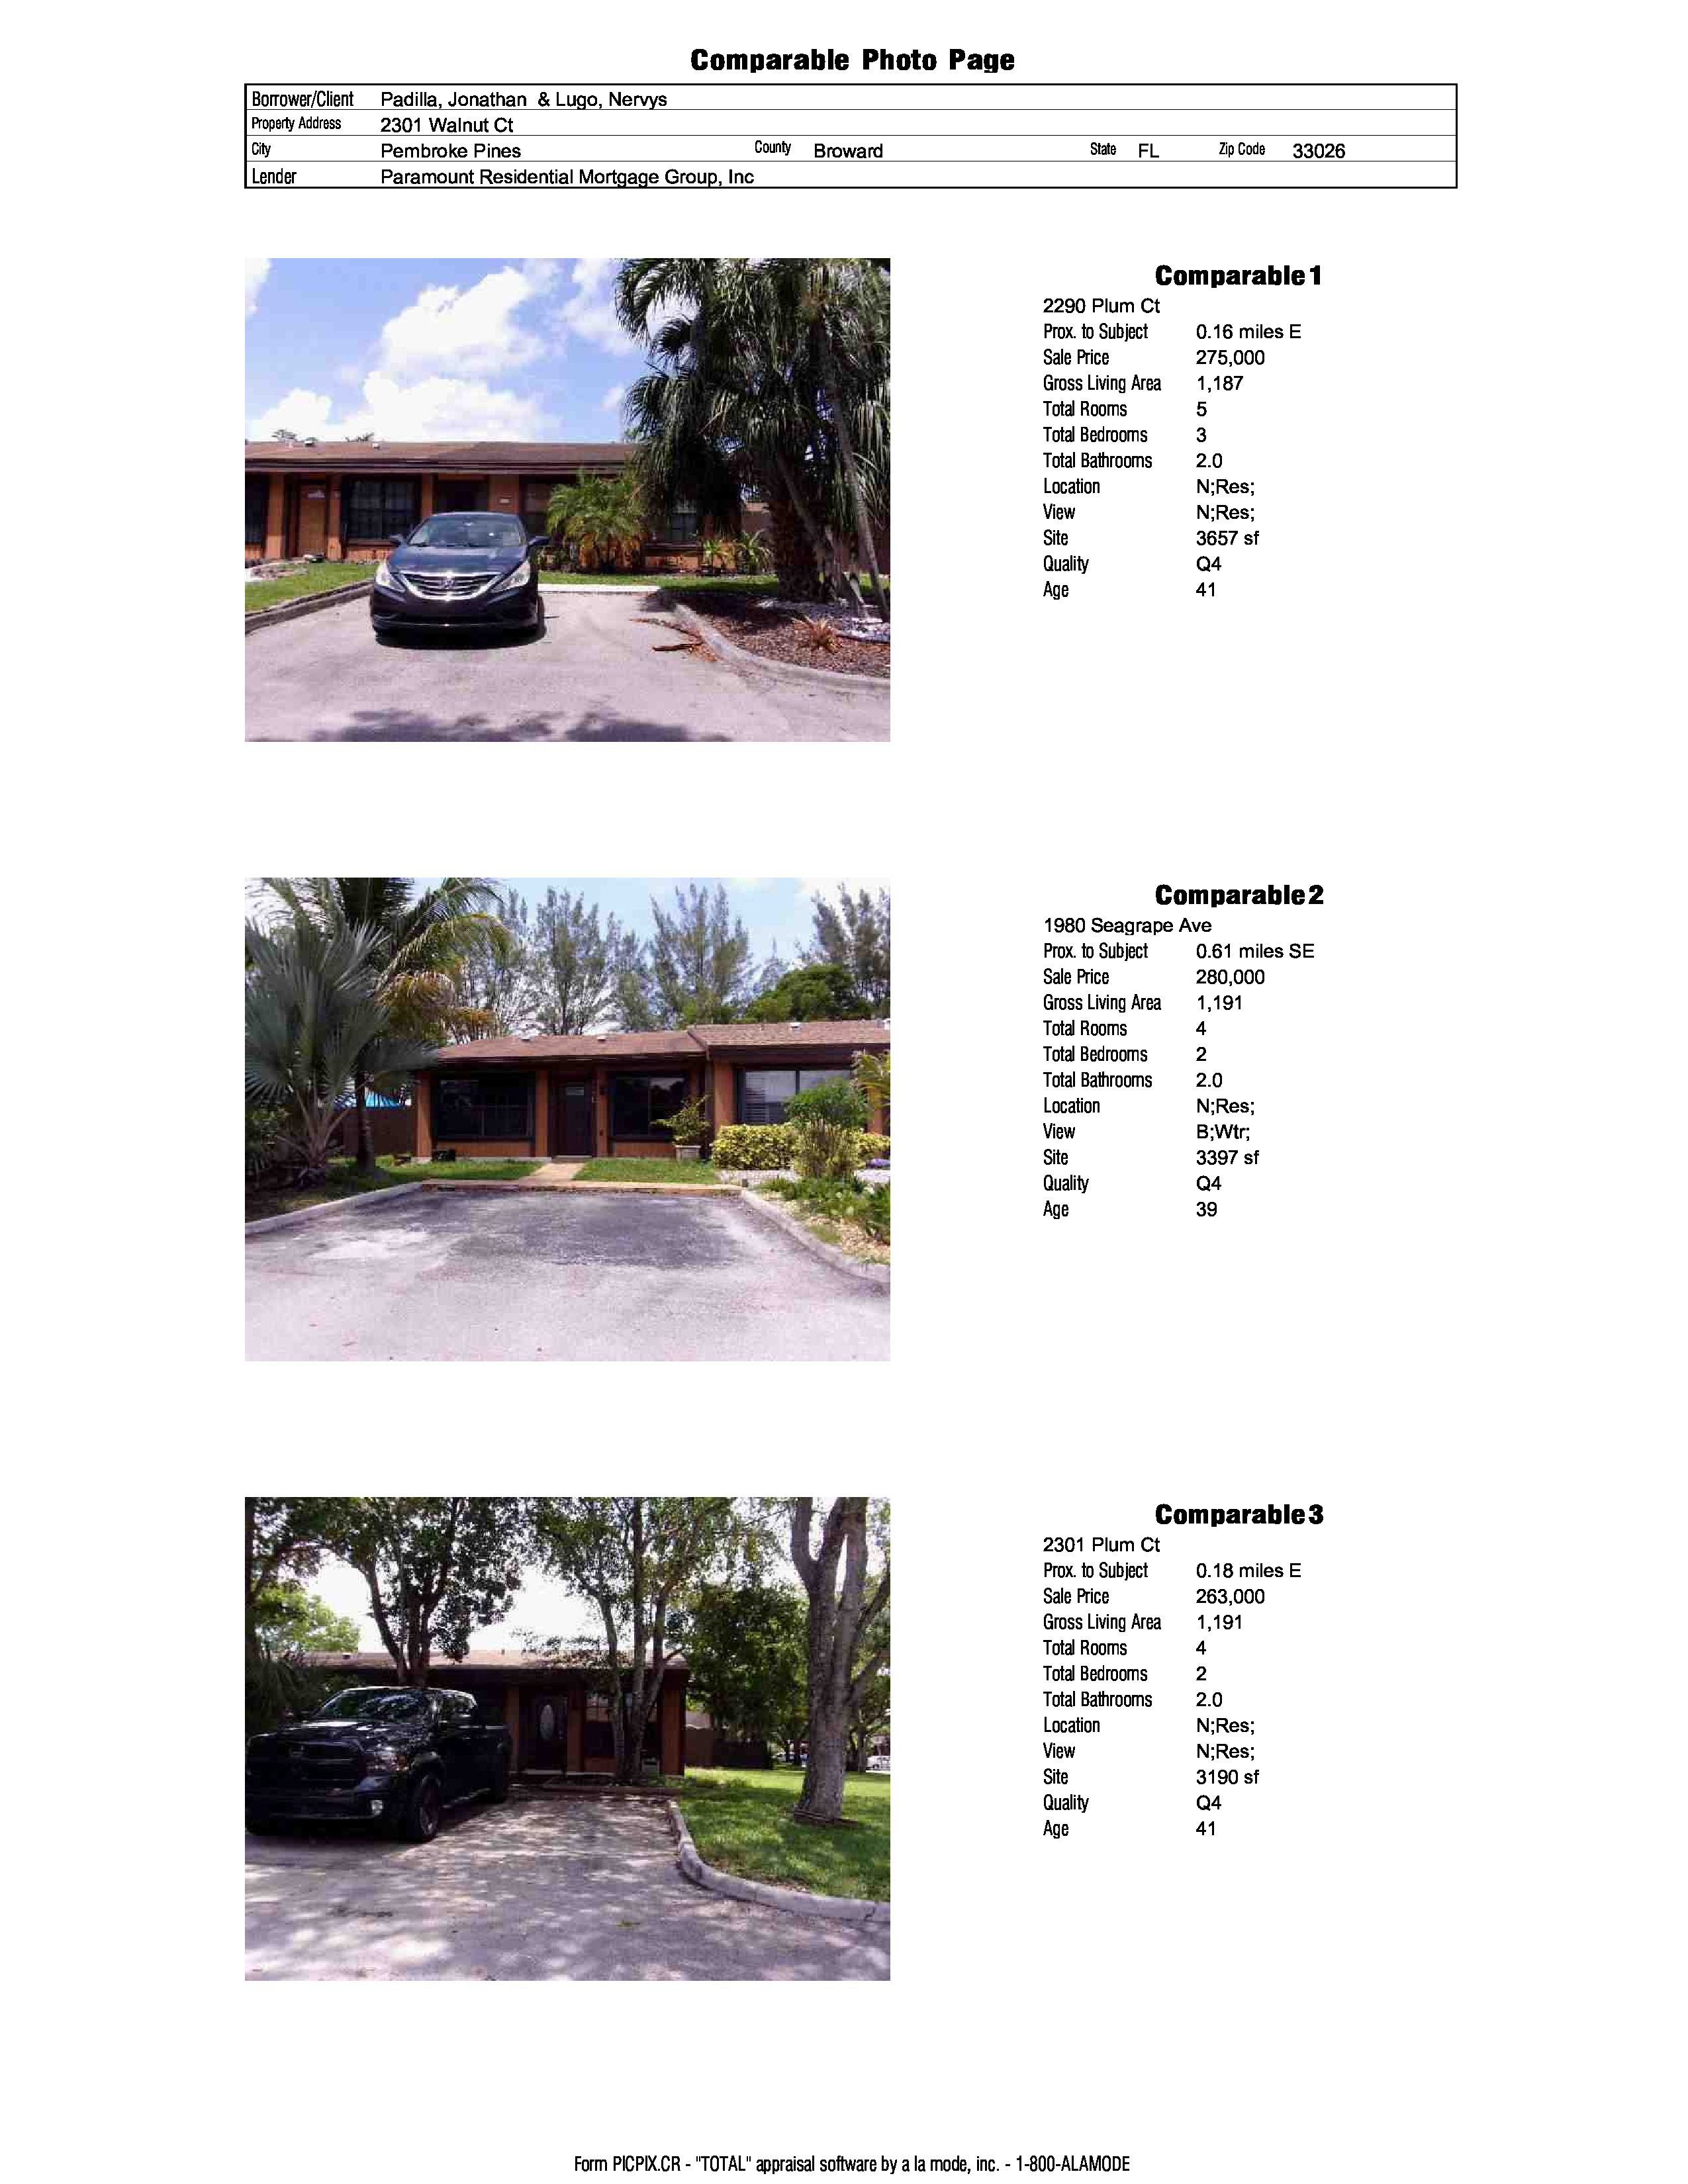 Comparable Photo Page
Borrower/Client Padilla, Jonathan & Lugo, Nervys
Property Address 2301 Walnut Ct
City Pembroke Pines County Broward State FL Zip Code 33026
Lender Paramount Residential Mortgage Group, Inc
Comparable 1
2290 Plum Ct
Prox. to Subject 0.16 miles E
Sale Price 275,000
Gross Living Area 1,187
Total Rooms 5
Total Bedrooms 3
Total Bathrooms 2.0
Location N;Res;
View N;Res;
Site 3657 sf
Quality Q4
Age 41
Comparable 2
1980 Seagrape Ave
Prox. to Subject 0.61 miles SE
Sale Price 280,000
Gross Living Area 1,191
Total Rooms 4
Total Bedrooms 2
Total Bathrooms 2.0
Location N;Res;
View B;Wtr;
Site 3397 sf
Quality Q4
Age 39
Comparable 3
2301 Plum Ct
Prox. to Subject 0.18 miles E
Sale Price 263,000
Gross Living Area 1,191
Total Rooms 4
Total Bedrooms 2
Total Bathrooms 2.0
Location N;Res;
View N;Res;
Site 3190 sf
Quality Q4
Age 41
Form PICPIX.CR - "TOTAL" appraisal software by a la mode, inc. - 1-800-ALAMODE